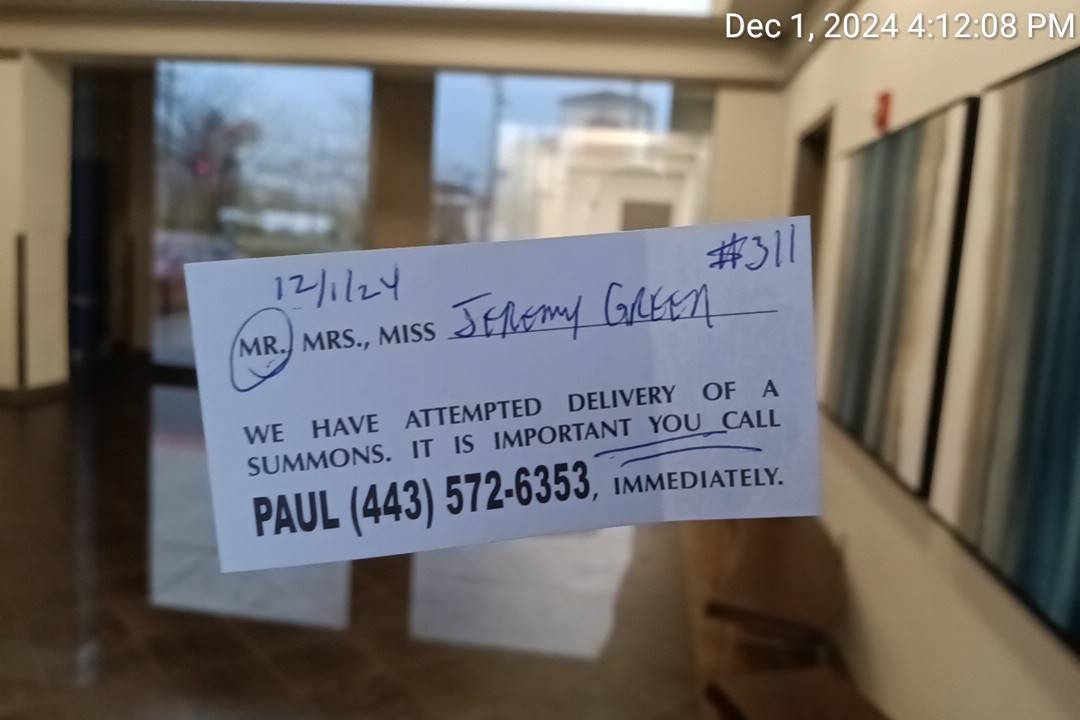 Dec 1, 2024 4:12:08 PM
12/1/24
#311
MR. MRS., MISS JEREMY GREEN
WE HAVE ATTEMPTED DELIVERY OF A
SUMMONS. IT IS IMPORTANT YOU CALL
PAUL (443) 572-6353, IMMEDIATELY.